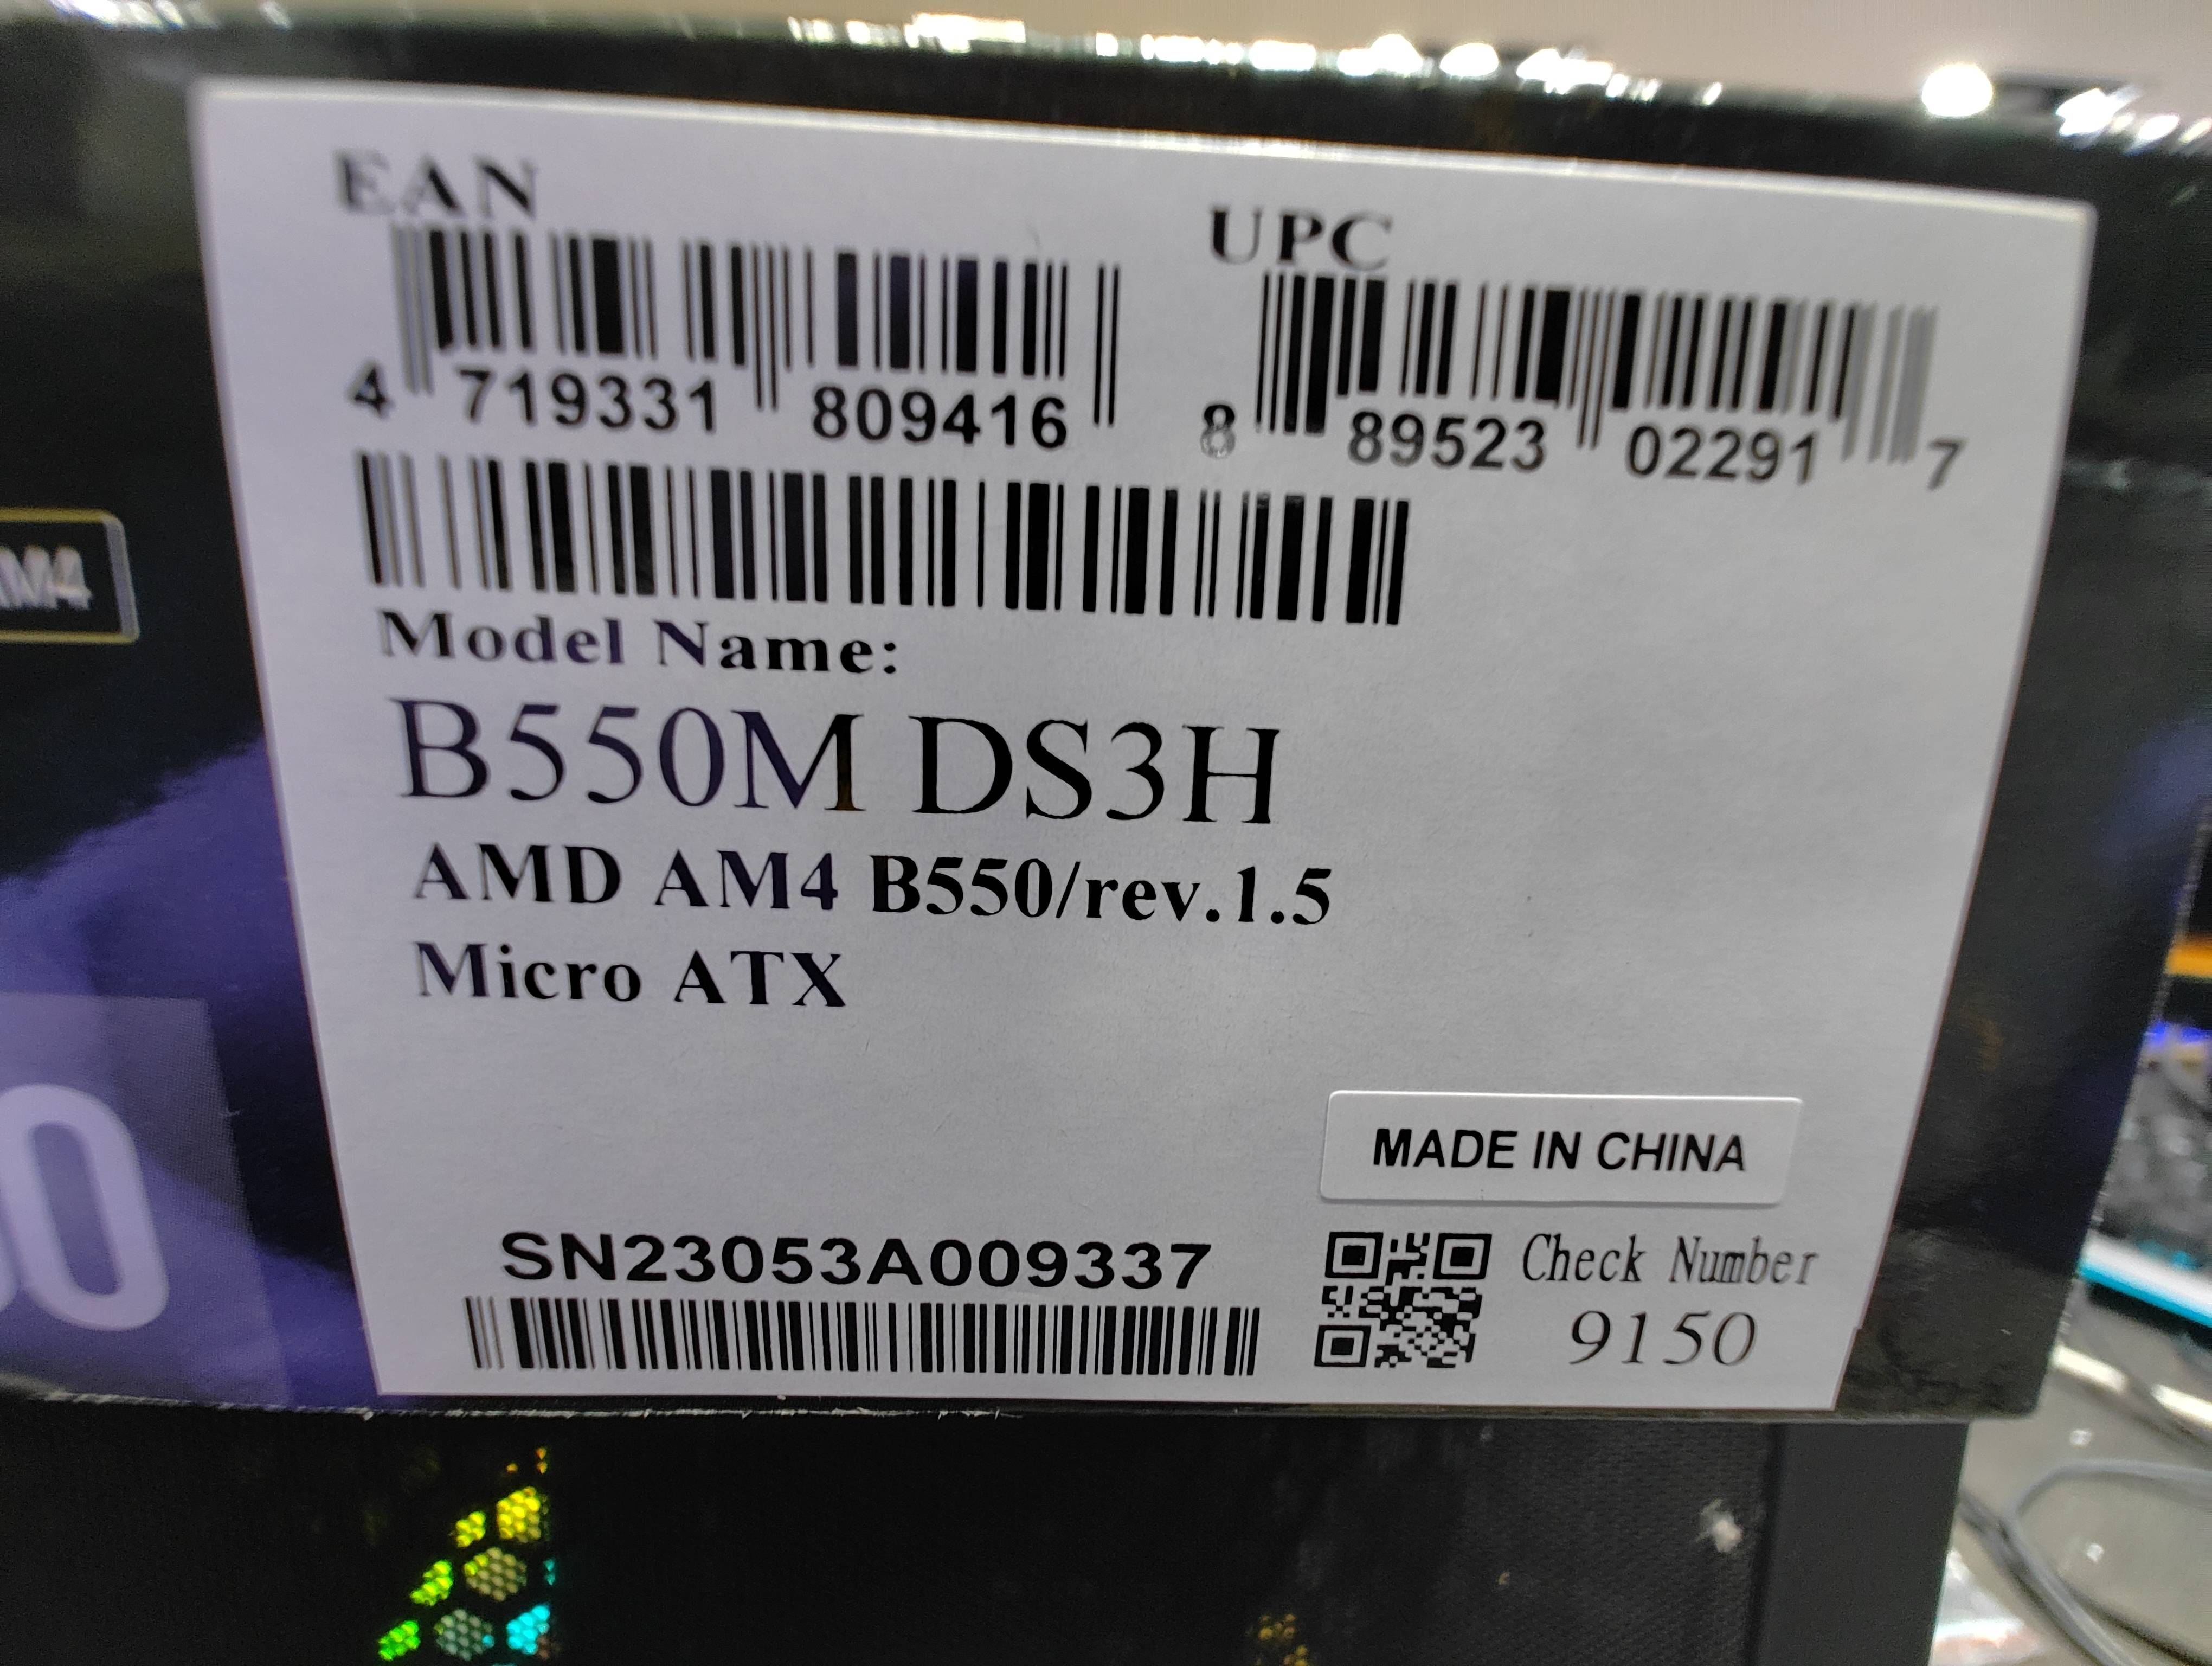 EAN
UPC
4 719331 809416
8 89523 02291 7
Model Name:
B550M DS3H
AMD AM4 B550/rev.1.5
Micro ATX
MADE IN CHINA
SN23053A009337
Check Number
9150
AM4